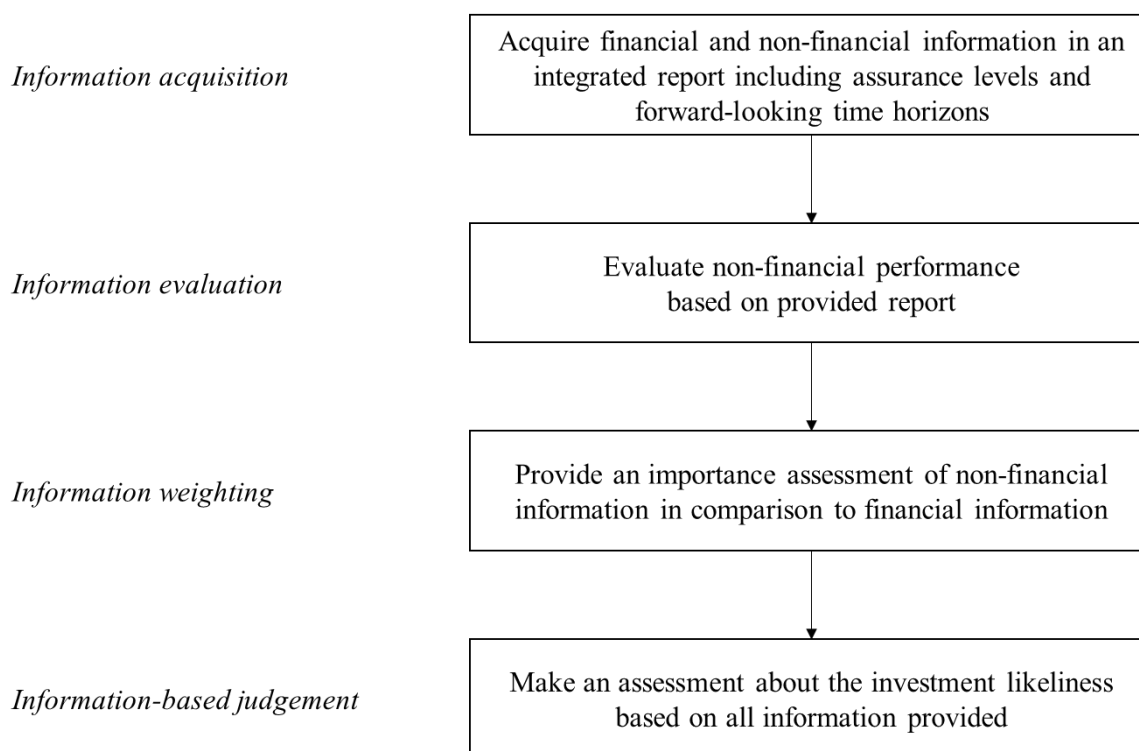 Information acquisition
Acquire financial and non-financial information in an
integrated report including assurance levels and
forward-looking time horizons
Information evaluation
Evaluate non-financial performance
based on provided report
Information weighting
Provide an importance assessment of non-financial
information in comparison to financial information
Information-based judgement
Make an assessment about the investment likeliness
based on all information provided